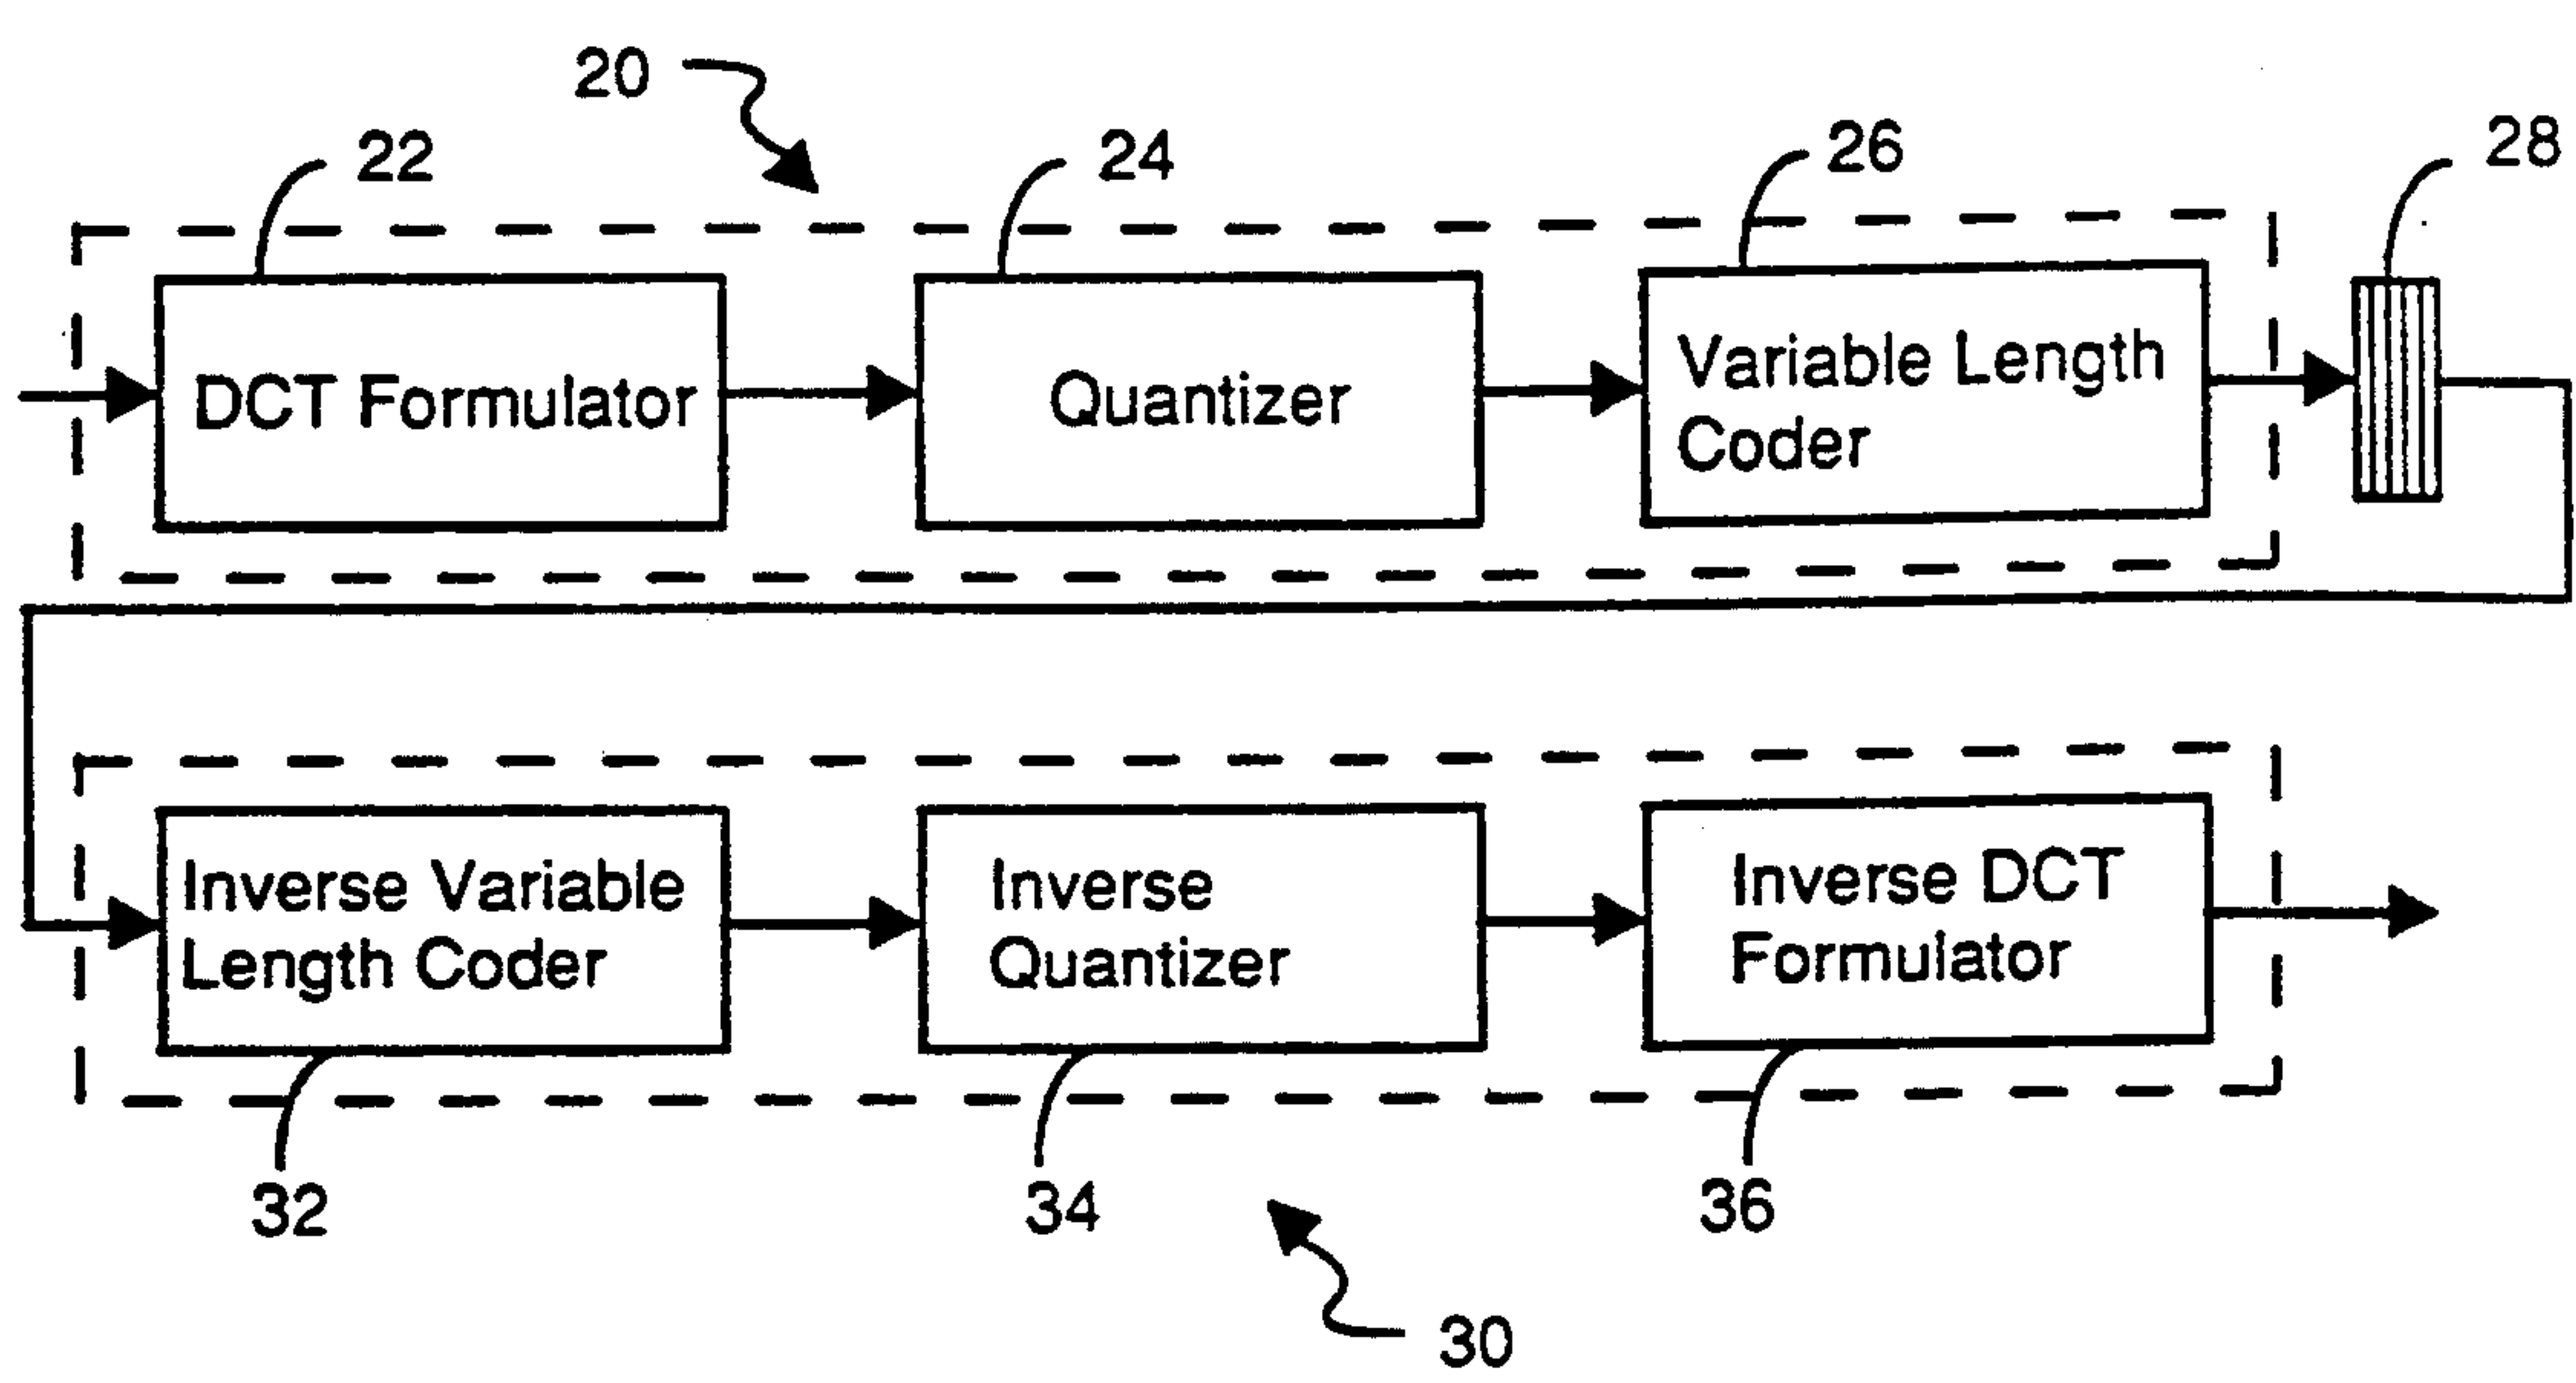 20
22
24
26
28
DCT Formulator
Quantizer
Variable Length
Coder
Inverse Variable
Length Coder
Inverse
Quantizer
Inverse DCT
Formulator
32
34
36
30